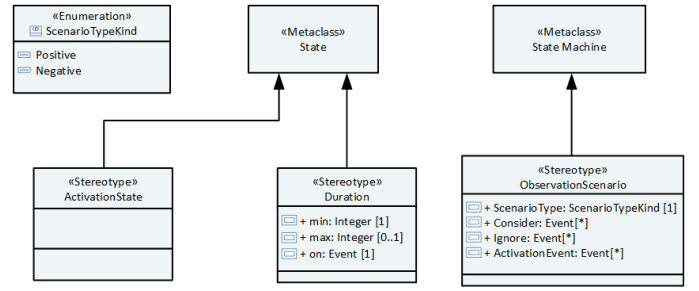 «Enumeration»
ScenarioTypeKind
Positive
Negative
«Metaclass»
State
«Metaclass»
State Machine
«Stereotype»
ActivationState
«Stereotype»
Duration
+ min: Integer [1]
+ max: Integer [0..1]
+ on: Event [1]
«Stereotype»
ObservationScenario
+ ScenarioType: ScenarioTypeKind [1]
+ Consider: Event[*]
+ Ignore: Event[*]
+ ActivationEvent: Event[*]